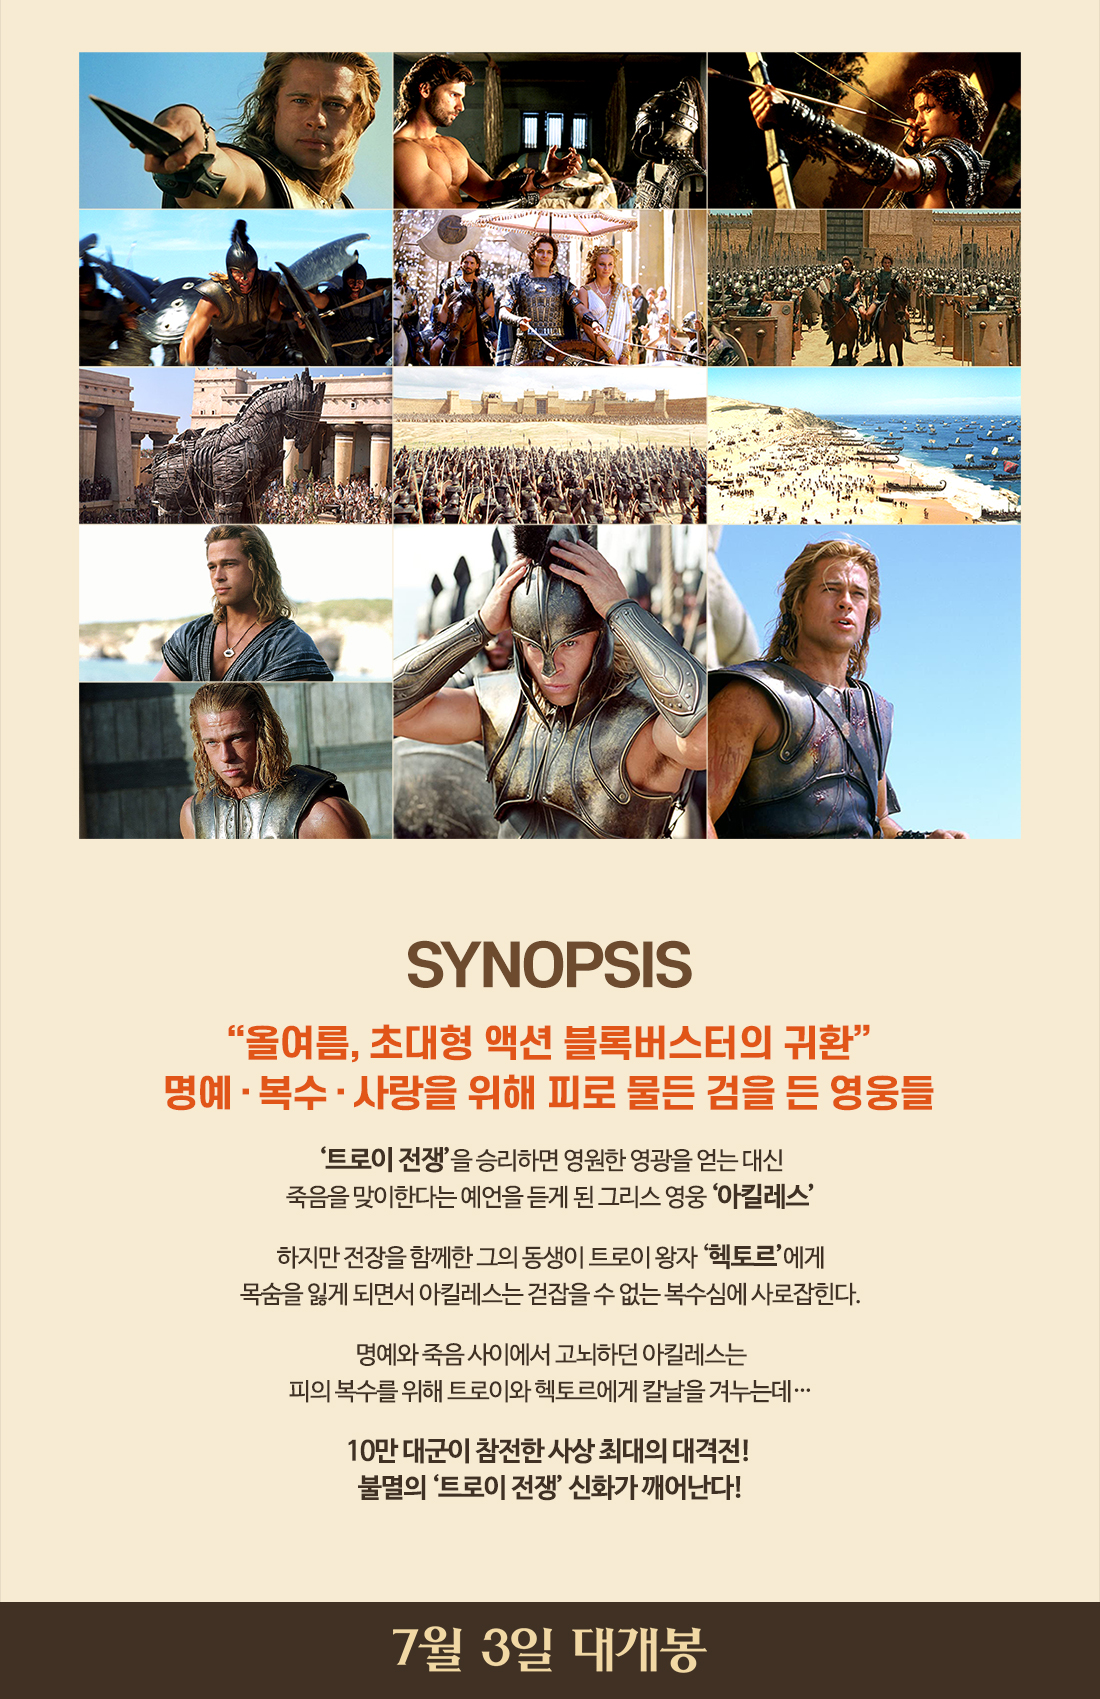 SYNOPSIS
“올여름, 초대형 액션 블록버스터의 귀환”
명예 · 복수 · 사랑을 위해 피로 물든 검을 든 영웅들
‘트로이 전쟁’을 승리하면 영원한 영광을 얻는 대신
죽음을 맞이한다는 예언을 듣게 된 그리스 영웅 ‘아킬레스’
하지만 전장을 함께한 그의 동생이 트로이 왕자 ‘헥토르’에게
목숨을 잃게 되면서 아킬레스는 걷잡을 수 없는 복수심에 사로잡힌다.
명예와 죽음 사이에서 고뇌하던 아킬레스는
피의 복수를 위해 트로이와 헥토르에게 칼날을 겨누는데…
10만 대군이 참전한 사상 최대의 대격전!
불멸의 ‘트로이 전쟁’ 신화가 깨어난다!
7월 3일 대개봉